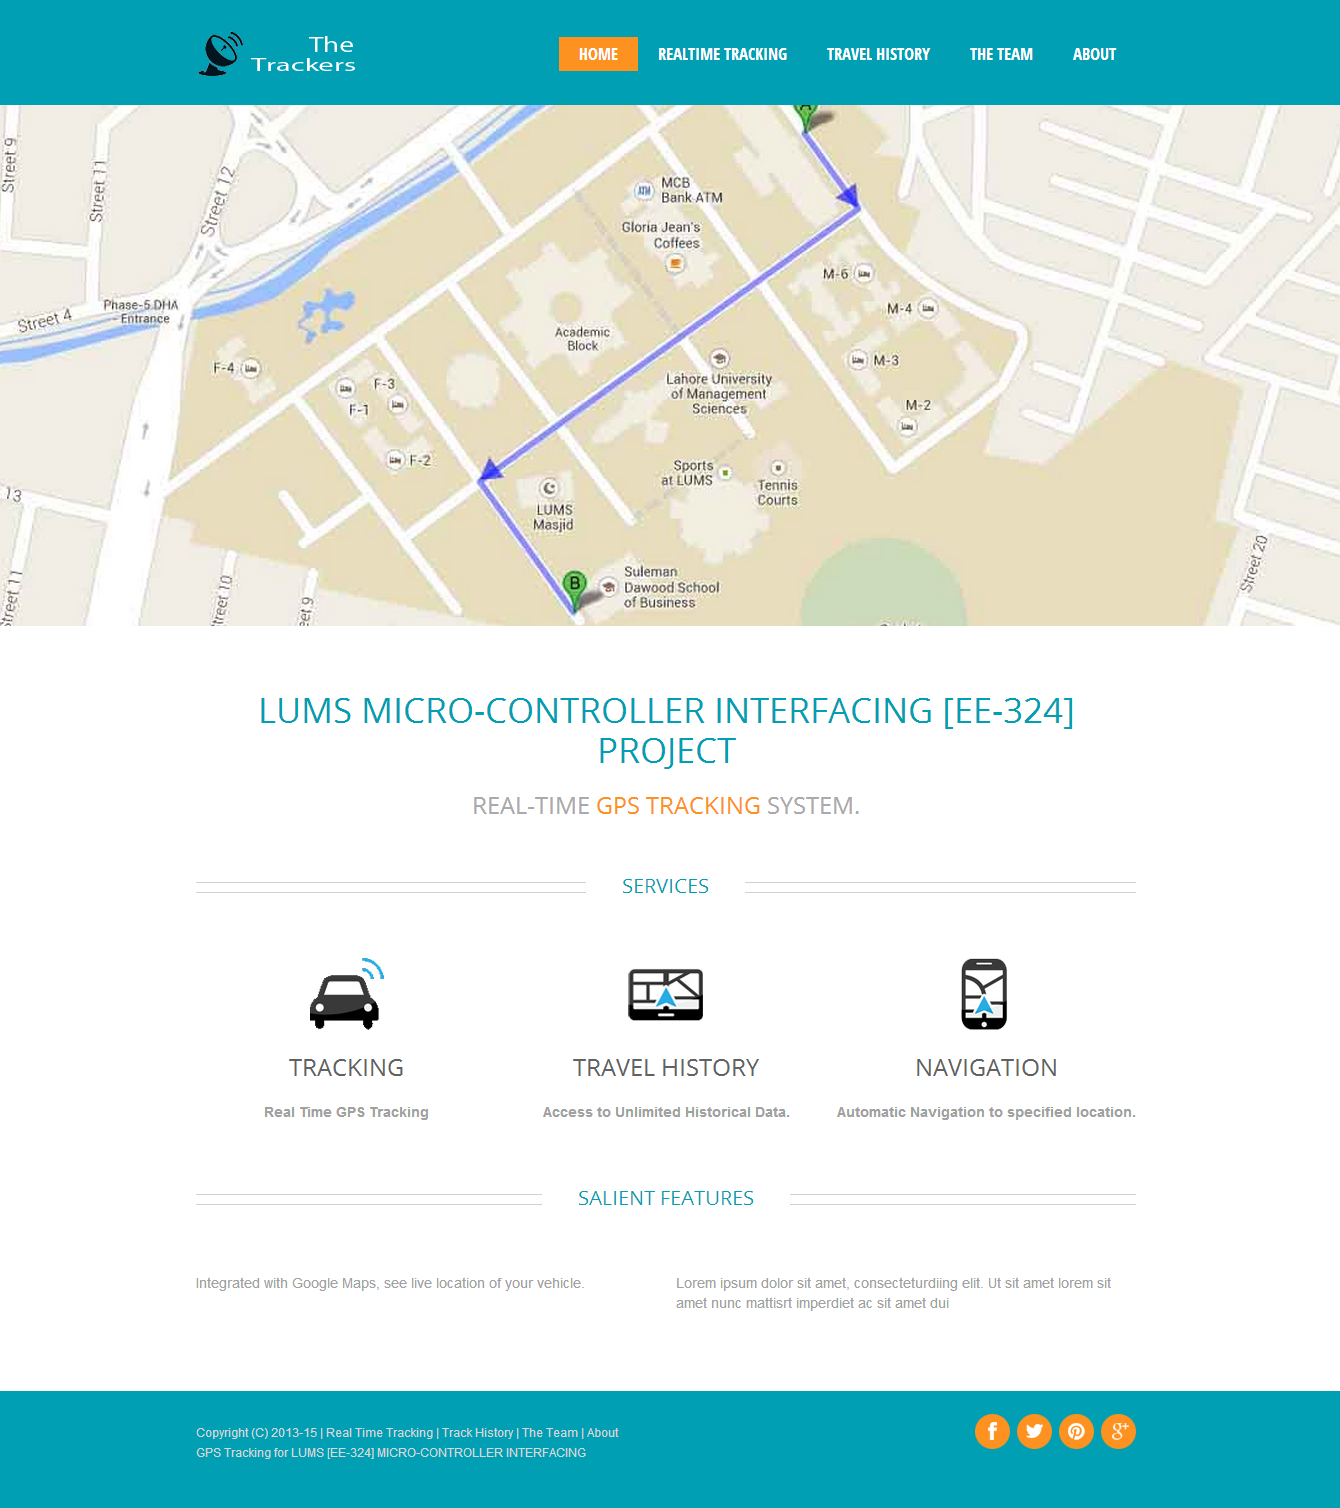 The
Trackers
HOME REALTIME TRACKING TRAVEL HISTORY THE TEAM ABOUT
A
Street 9
Street 11
Street 12
MCB
Bank ATM
ATM
Gloria Jean's
Coffees
M-6
Phase-5 DHA
Entrance
Street 4
M-4
Academic
Block
F-4
M-3
F-3
Lahore University
of Management
Sciences
F-1
M-2
F-2
Sports
at LUMS
Tennis
Courts
13
LUMS
Masjid
Street 20
B
Suleman
Dawood School
of Business
Street 11
Street 10
Street 9
LUMS MICRO-CONTROLLER INTERFACING [EE-324]
PROJECT
REAL-TIME GPS TRACKING SYSTEM.
SERVICES
TRACKING
Real Time GPS Tracking
TRAVEL HISTORY
Access to Unlimited Historical Data.
NAVIGATION
Automatic Navigation to specified location.
SALIENT FEATURES
Integrated with Google Maps, see live location of your vehicle.
Lorem ipsum dolor sit amet, consecteturdiing elit. Ut sit amet lorem sit
amet nunc mattisrt imperdiet ac sit amet dui
Copyright (C) 2013-15 | Real Time Tracking | Track History | The Team | About
GPS Tracking for LUMS [EE-324] MICRO-CONTROLLER INTERFACING